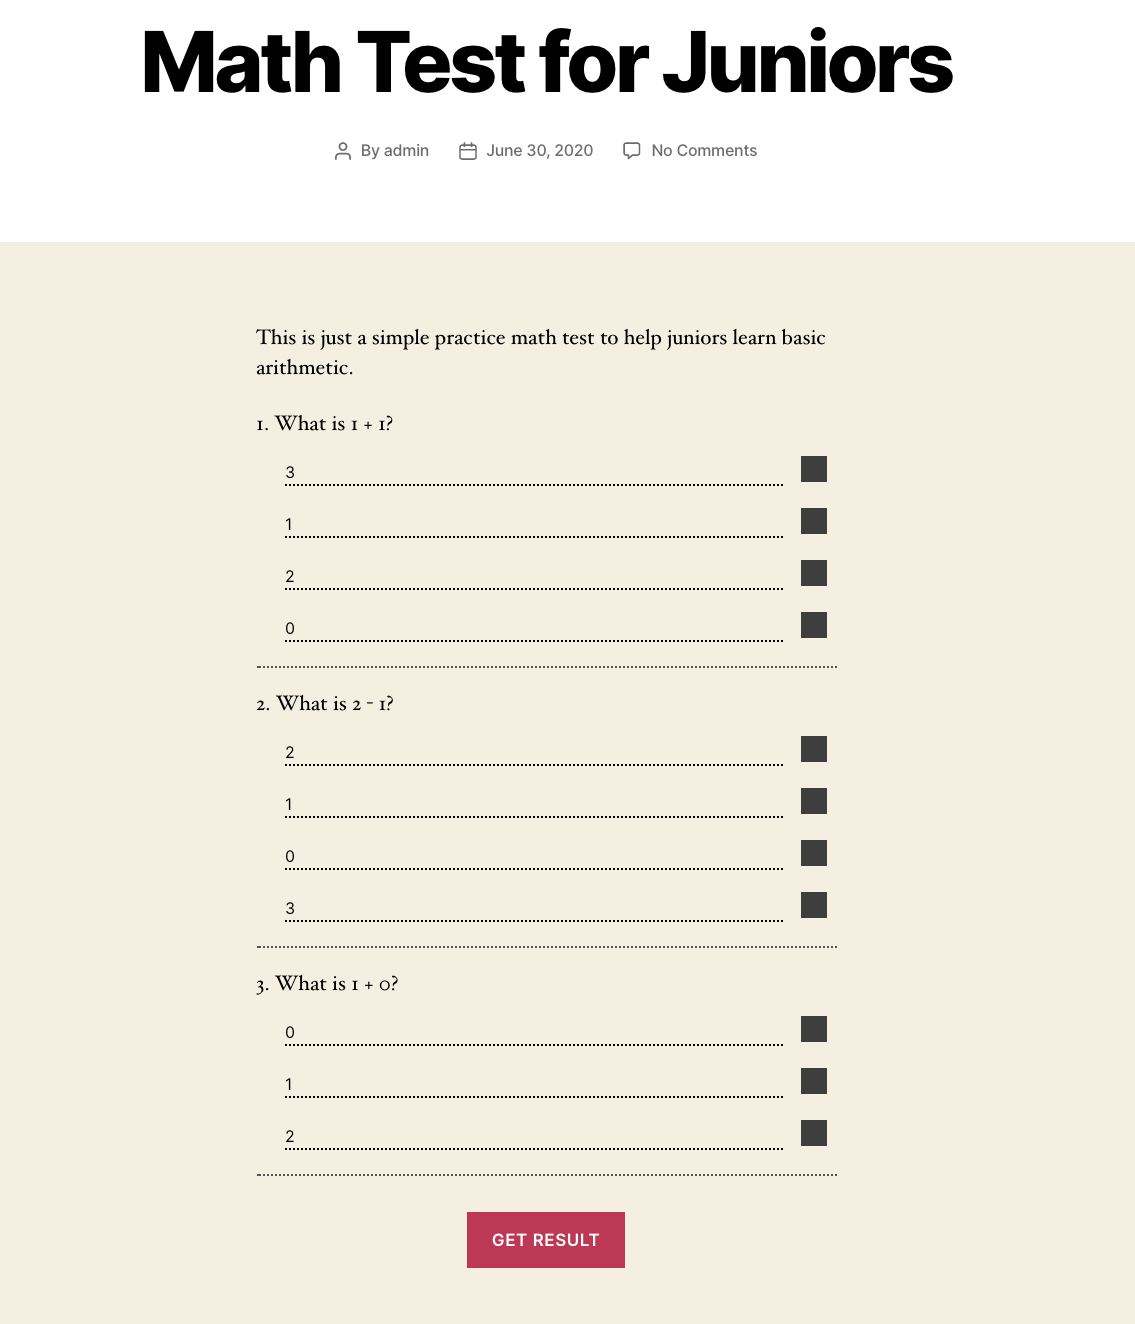 Math Test for Juniors
By admin June 30, 2020 No Comments
This is just a simple practice math test to help juniors learn basic
arithmetic.
1. What is 1 + 1?
3
1
2
0
2. What is 2 - 1?
2
1
0
3
3. What is 1 + 0?
0
1
2
GET RESULT